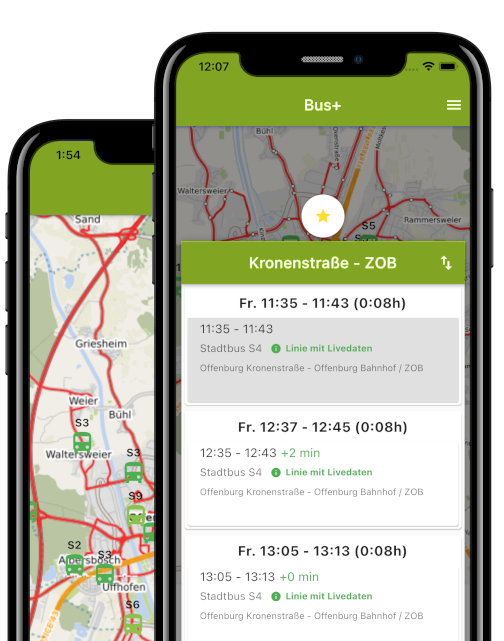 12:07
Bus+
1:54
Bühl
Waltersweier
S5
Rammersweier
Kronenstraße - ZOB
Fr. 11:35 - 11:43 (0:08h)
11:35 - 11:43
Stadtbus S4 Linie mit Livedaten
Offenburg Kronenstraße - Offenburg Bahnhof / ZOB
Fr. 12:37 - 12:45 (0:08h)
12:35 - 12:43 +2 min
Stadtbus S4 Linie mit Livedaten
Offenburg Kronenstraße - Offenburg Bahnhof / ZOB
Fr. 13:05 - 13:13 (0:08h)
13:05 - 13:13 +0 min
Stadtbus S4 Linie mit Livedaten
Offenburg Kronenstraße - Offenburg Bahnhof / ZOB
Sand
Griesheim
Weier
Bühl
S3
Waltersweier
S3
S9
S2
S3
Albersbösch
Uffhofen
S6